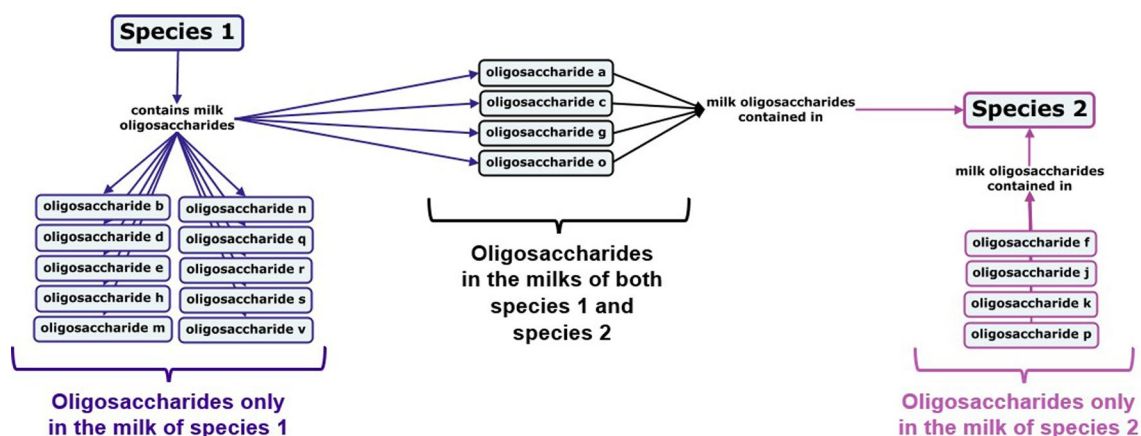 Species 1
contains milk
oligosaccharides
oligosaccharide a
oligosaccharide c
oligosaccharide g
oligosaccharide o
milk oligosaccharides
contained in
Species 2
milk oligosaccharides
contained in
oligosaccharide b
oligosaccharide d
oligosaccharide e
oligosaccharide h
oligosaccharide m
oligosaccharide n
oligosaccharide q
oligosaccharide r
oligosaccharide s
oligosaccharide v
oligosaccharide f
oligosaccharide j
oligosaccharide k
oligosaccharide p
Oligosaccharides
in the milks of both
species 1 and
species 2
Oligosaccharides only
in the milk of species 1
Oligosaccharides only
in the milk of species 2